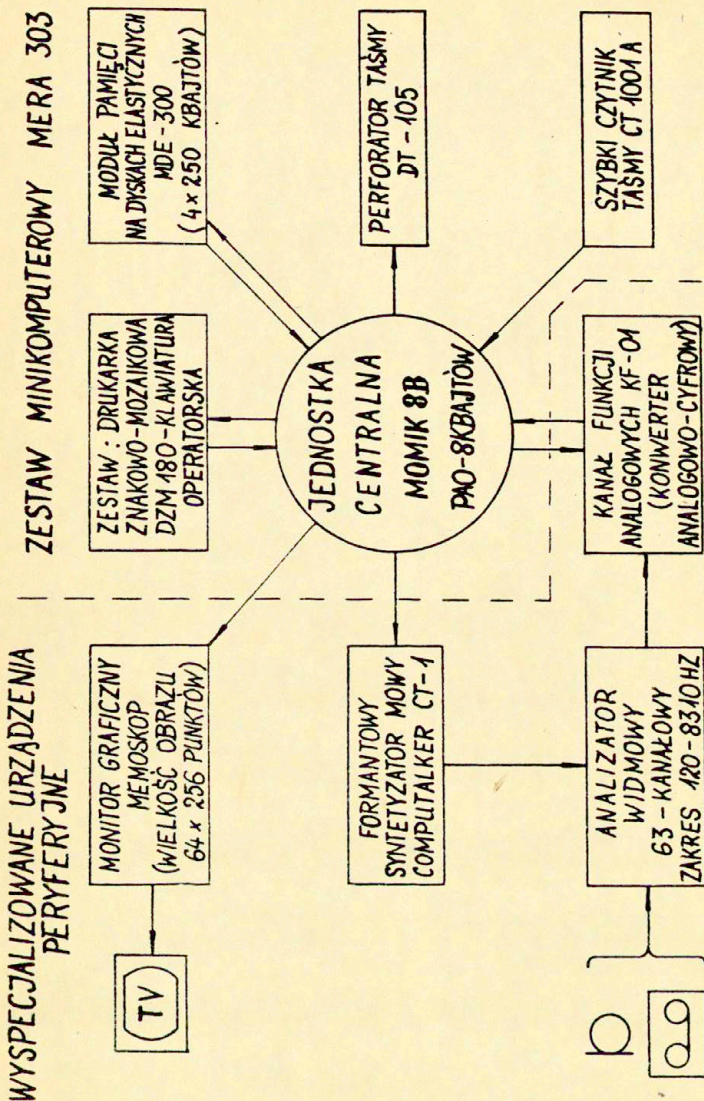 WYSPECJALIZOWANE URZĄDZENIA
PERYFERYJNE
ZESTAW MINIKOMPUTEROWY MERA 303
TV
MONITOR GRAFICZNY
MEMOSKOP
(WIELKOŚĆ OBRAZU
64 x 256 PUNKTÓW)
ZESTAW : DRUKARKA
ZNAKOWO-MOZAIKOWA
DZM 180-KLAWIATURA
OPERATORSKA
MODUŁ PAMIĘCI
NA DYSKACH ELASTYCZNYCH
MDE-300
(4 x 250 KBAJTÓW)
FORMANTOWY
SYNTETYZATOR MOWY
COMPUTALKER CT-1
JEDNOSTKA
CENTRALNA
MOMIK 8B
PAO-8KBAJTÓW
PERFORATOR TAŚMY
DT-105
ANALIZATOR
WIDMOWY
63-KANAŁOWY
ZAKRES 120-8310HZ
KANAŁ FUNKCJI
ANALOGOWYCH KF-01
(KONWERTER
ANALOGOWO-CYFROWY)
SZYBKI CZYTNIK
TAŚMY CT 1001A